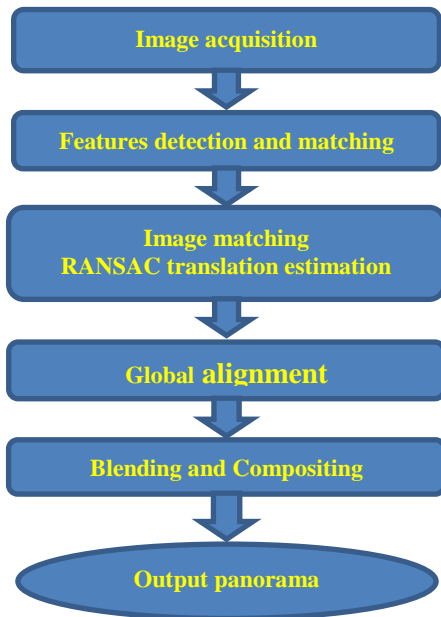 Image acquisition
Features detection and matching
Image matching
RANSAC translation estimation
Global alignment
Blending and Compositing
Output panorama